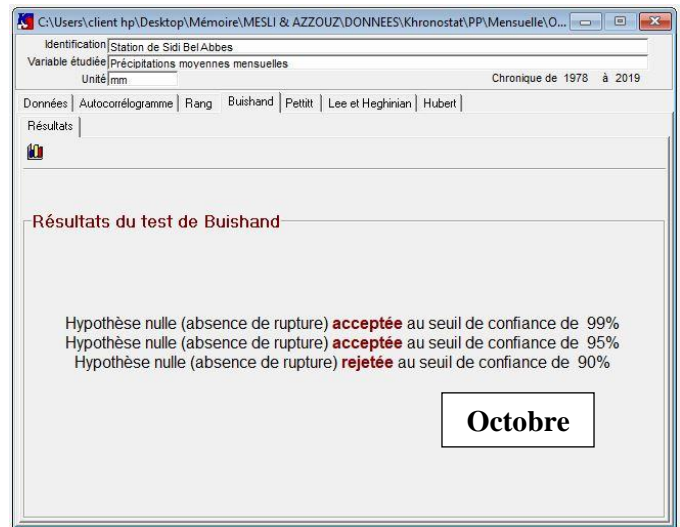 C:\Users\client hp\Desktop\Mémoire\MESLI & AZZOUZ\DONNEES\Khronostat\PP\Mensuelle\O...
Identification Station de Sidi Bel Abbes
Variable étudiée Précipitations moyennes mensuelles
Unité mm Chronique de 1978 à 2019
Données Autocorrélogramme Rang Buishand Pettitt Lee et Heghinian Hubert
Résultats
Résultats du test de Buishand
Hypothèse nulle (absence de rupture) acceptée au seuil de confiance de 99%
Hypothèse nulle (absence de rupture) acceptée au seuil de confiance de 95%
Hypothèse nulle (absence de rupture) rejetée au seuil de confiance de 90%
Octobre